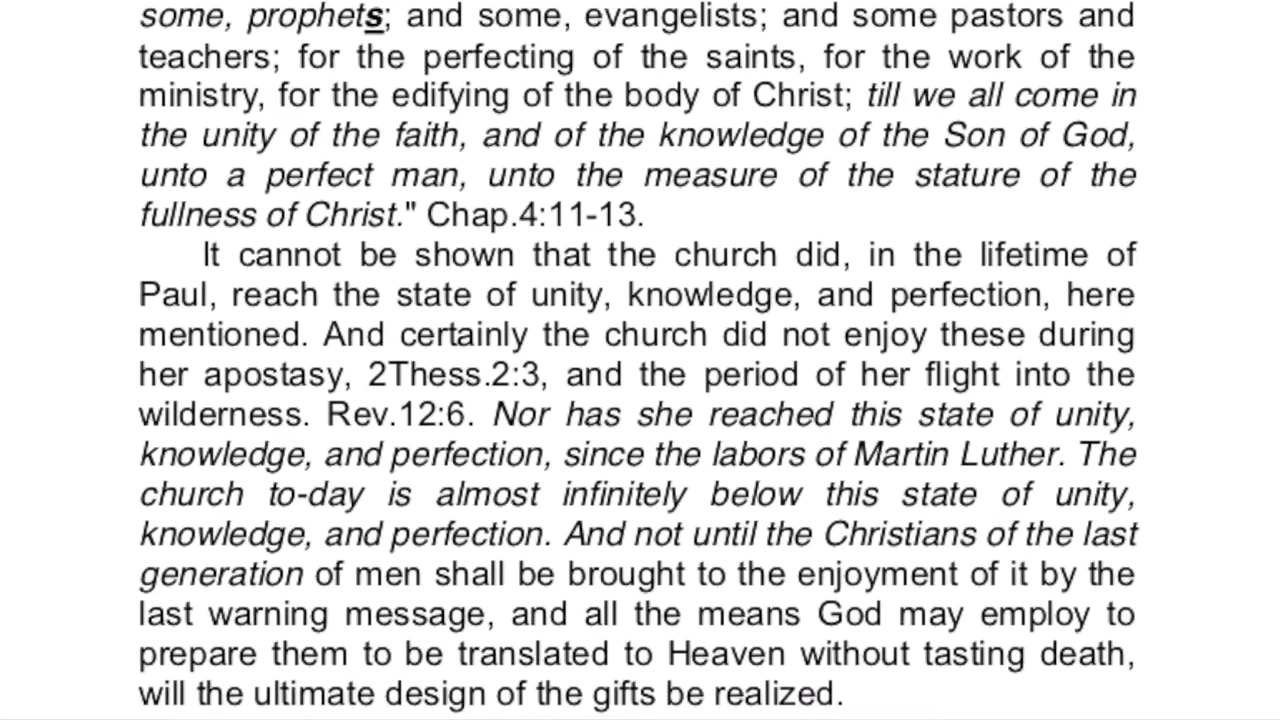 some, prophets; and some, evangelists; and some pastors and
teachers; for the perfecting of the saints, for the work of the
ministry, for the edifying of the body of Christ; till we all come in
the unity of the faith, and of the knowledge of the Son of God,
unto a perfect man, unto the measure of the stature of the
fullness of Christ." Chap.4:11-13.
It cannot be shown that the church did, in the lifetime of
Paul, reach the state of unity, knowledge, and perfection, here
mentioned. And certainly the church did not enjoy these during
her apostasy, 2Thess.2:3, and the period of her flight into the
wilderness. Rev.12:6. Nor has she reached this state of unity,
knowledge, and perfection, since the labors of Martin Luther. The
church to-day is almost infinitely below this state of unity,
knowledge, and perfection. And not until the Christians of the last
generation of men shall be brought to the enjoyment of it by the
last warning message, and all the means God may employ to
prepare them to be translated to Heaven without tasting death,
will the ultimate design of the gifts be realized.